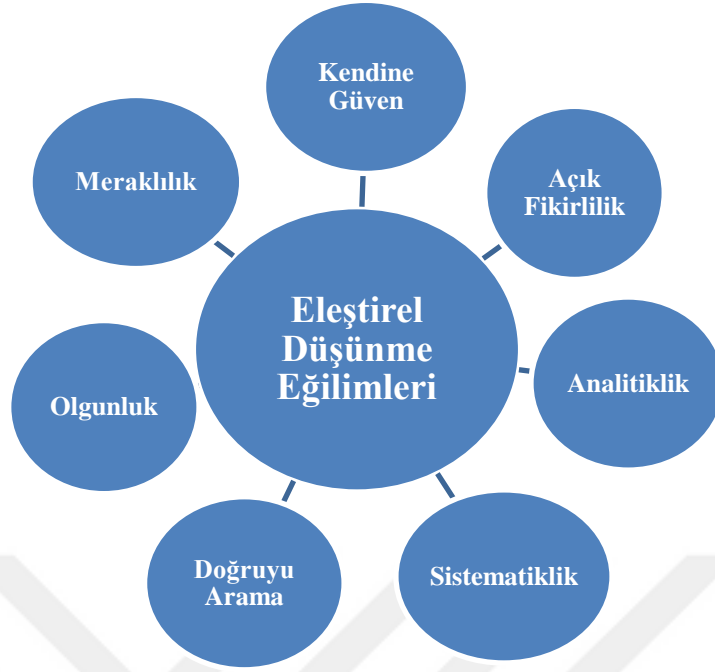 Kendine
Güven
Açık
Fikirlilik
Analitiklik
Sistematiklik
Doğruyu
Arama
Olgunluk
Meraklılık
Eleştirel
Düşünme
Eğilimleri